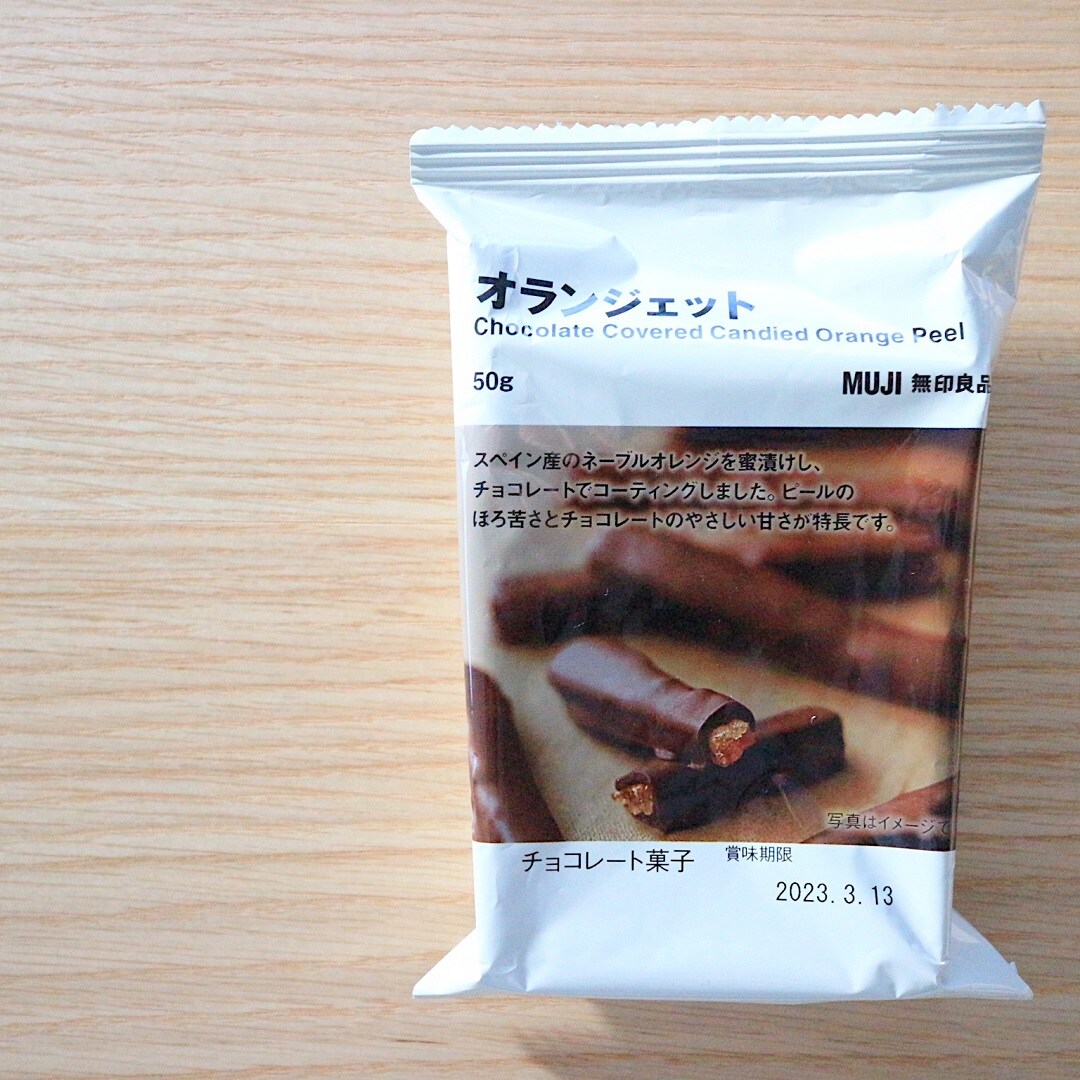 オランジェット
Chocolate Covered Candied Orange Peel
50g
MUJI 無印良品
スペイン産のネーブルオレンジを蜜漬けし、
チョコレートでコーティングしました。ピールの
ほろ苦さとチョコレートのやさしい甘さが特長です。
写真はイメージで
チョコレート菓子
賞味期限
2023.3.13